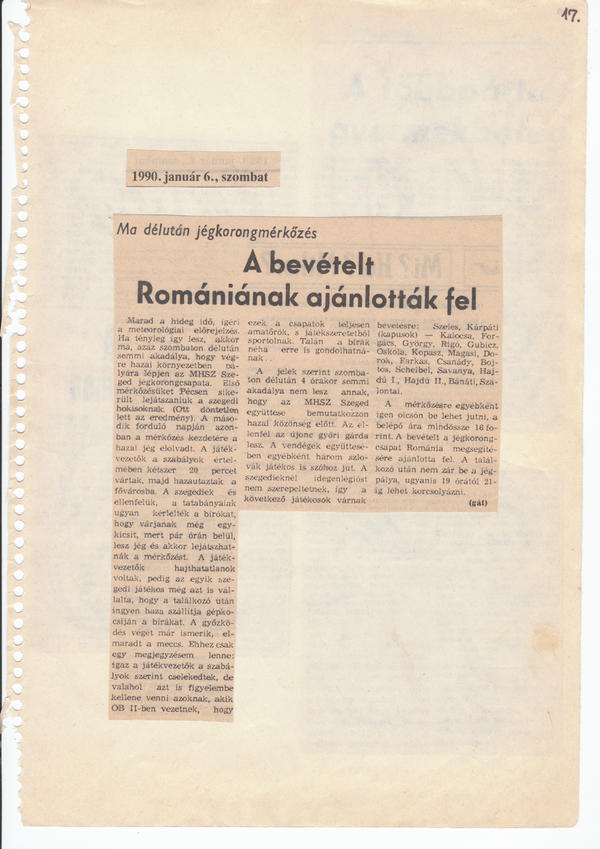 17.
1990. január 6., szombat
Ma délután jégkorongmérkőzés
A bevételt
Romániának ajánlották fel
Marad a hideg idő, ígéri
a meteorológiai előrejelzés.
Ha tényleg így lesz, akkor
ma, azaz szombaton délután
semmi akadálya, hogy vég-
re hazai környezetben pá-
lyára lépjen az MHSZ Sze-
ged jégkorongcsapata. Első
mérkőzésüket Pécsen sike-
rült lejátszaniuk a szegedi
hokisoknak. (Ott döntetlen
lett az eredmény). A máso-
dik forduló napján azon-
ban a mérkőzés kezdetére a
hazai jég elolvadt. A játék-
vezetők a szabályok értel-
mében kétszer 20 percet
vártak, majd hazautaztak a
fővárosba. A szegediek és
ellenfelük, a tatabányaiak
ugyan kérlelték a bírókat,
hogy várjanak még egy-
kicsit, mert pár órán belül,
lesz jég és akkor lejátszhat-
nák a mérkőzést. A játék-
vezetők hajthatatlanok
voltak, pedig az egyik sze-
gedi játékos még azt is vál-
lalta, hogy a találkozó után
ingyen haza szállítja gépko-
csiján a bírákat. A győzkö-
dés végét már ismerik, el-
maradt a meccs. Ehhez csak
egy megjegyzésem lenne:
igaz a játékvezetők a szabá-
lyok szerint cselekedtek, de
valahol azt is figyelembe
kellene venni azoknak, akik
OB II-ben vezetnek, hogy
ezek a csapatok teljesen
amatőrök, s játékszeretetből
sportolnak. Talán a bírák
néha erre is gondolhatná-
nak . . .
A jelek szerint szomba-
ton délután 4 órakor semmi
akadálya nem lesz annak,
hogy az MHSZ Szeged
együttese bemutatkozzon
hazai közönség előtt. Az el-
lenfél az újonc győri gárda
lesz. A vendégek együttesé-
ben egyébként három szlo-
vák játékos is szóhoz jut. A
szegedieknél idegenlégióst
nem szerepeltetnek, így a
következő játékosok várnak
bevetésre: Szeles, Kárpáti
(kapusok) — Kalocsa, For-
gács, György, Rigó, Gubicz,
Oskola, Kopasz, Magasi, Do-
rók, Farkas, Csanády, Boj-
tos, Scheibel, Savanya, Haj-
dú I., Hajdú II., Bánáti, Sza-
lontai.
A mérkőzésre egyébként
igen olcsón be lehet jutni, a
belépő ára mindössze 16 fo-
rint. A bevételt a jégkorong-
csapat Románia megsegíté-
sére ajánlotta fel. A talál-
kozó után nem zár be a jég-
pálya, ugyanis 19 órától 21-
ig lehet korcsolyázni.
(gát)